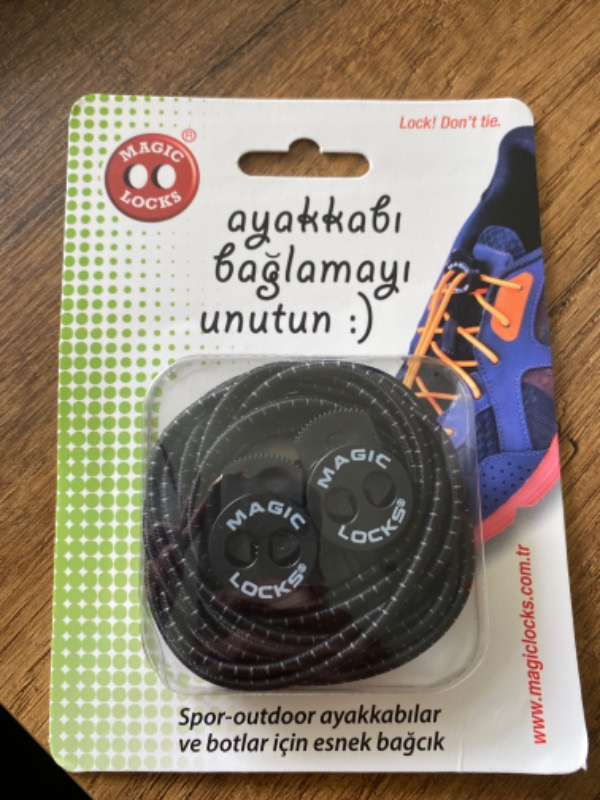 Lock! Don't tie.
MAGIC
LOCKS
®
ayakkabı
bağlamayı
unutun :)
MAGIC
LOCKS®
MAGIC
LOCKS®
www.magiclocks.com.tr
Spor-outdoor ayakkabılar
ve botlar için esnek bağcık